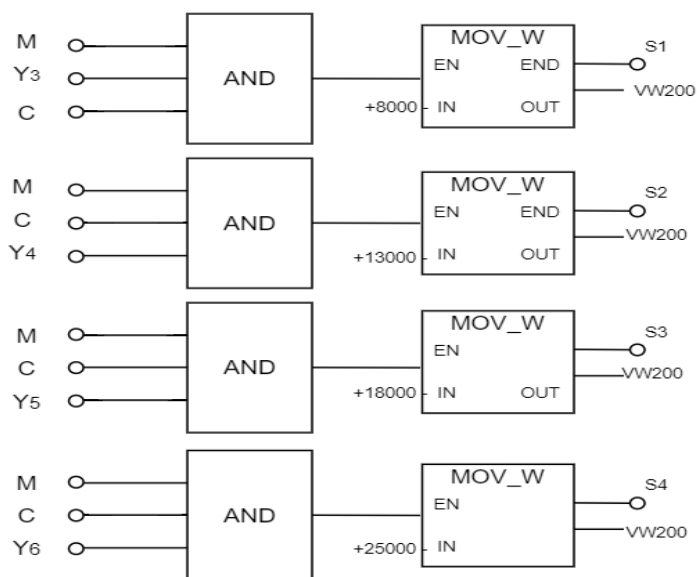 M
Y3
C
AND
MOV_W
EN END
+8000 IN OUT
S1
VW200
M
C
Y4
AND
MOV_W
EN END
+13000 IN OUT
S2
VW200
M
C
Y5
AND
MOV_W
EN
+18000 IN OUT
S3
VW200
M
C
Y6
AND
MOV_W
EN
+25000 IN
S4
VW200